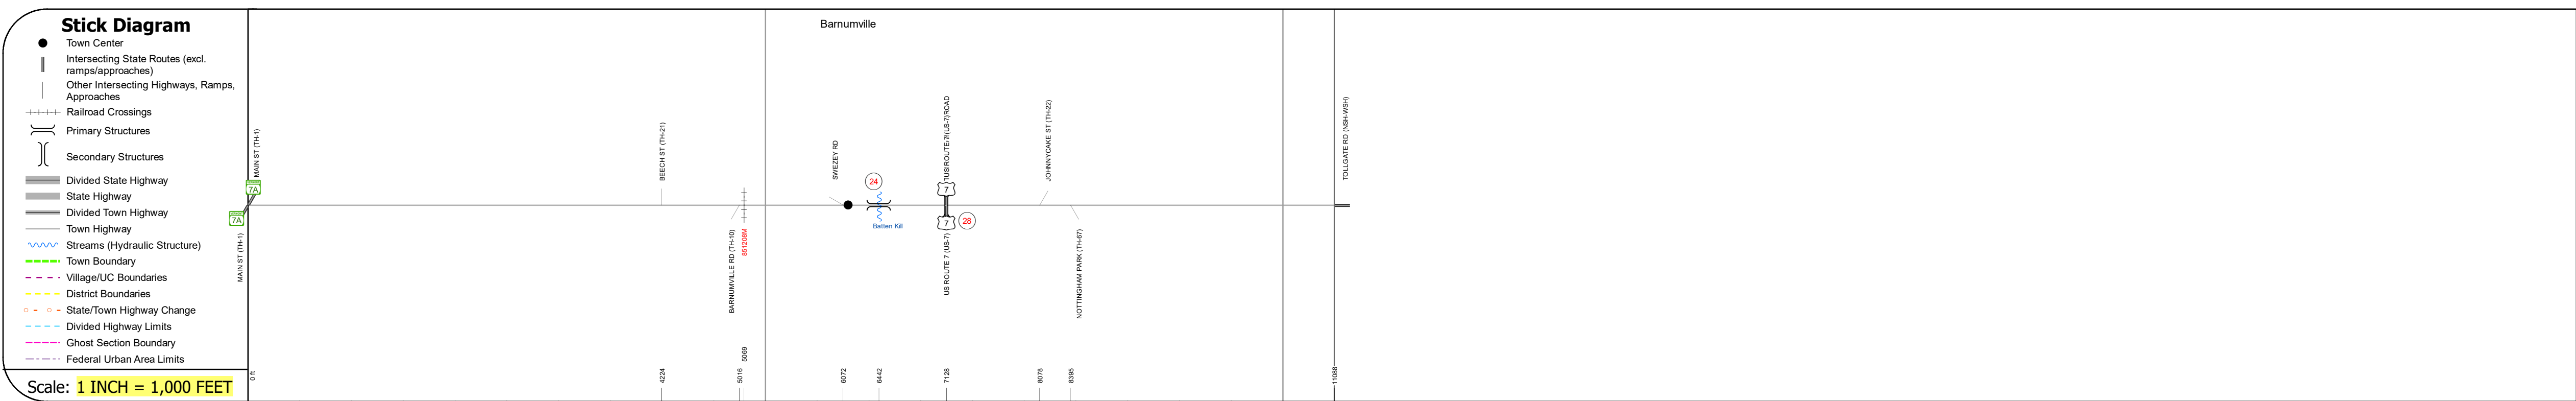 Stick Diagram
Town Center
Intersecting State Routes (excl.
ramps/approaches)
Other Intersecting Highways, Ramps,
Approaches
Railroad Crossings
Primary Structures
Secondary Structures
Divided State Highway
State Highway
Divided Town Highway
Town Highway
Streams (Hydraulic Structure)
Town Boundary
Village/UC Boundaries
District Boundaries
State/Town Highway Change
Divided Highway Limits
Ghost Section Boundary
Federal Urban Area Limits
Scale: 1 INCH = 1,000 FEET
Barnumville
MAIN ST (TH-1)
7A
7A
MAIN ST (TH-1)
BEECH ST (TH-21)
BARNUMVILLE RD (TH-10)
851208M
SWEZEY RD
24
Batten Kill
7
7
28
US ROUTE 7 (US-7)
JOHNNYCAKE ST (TH-22)
NOTTINGHAM PARK (TH-67)
TOLLGATE RD (NSH-WSH)
0 ft
4224
5016
5069
6072
6442
7128
8078
8395
11088